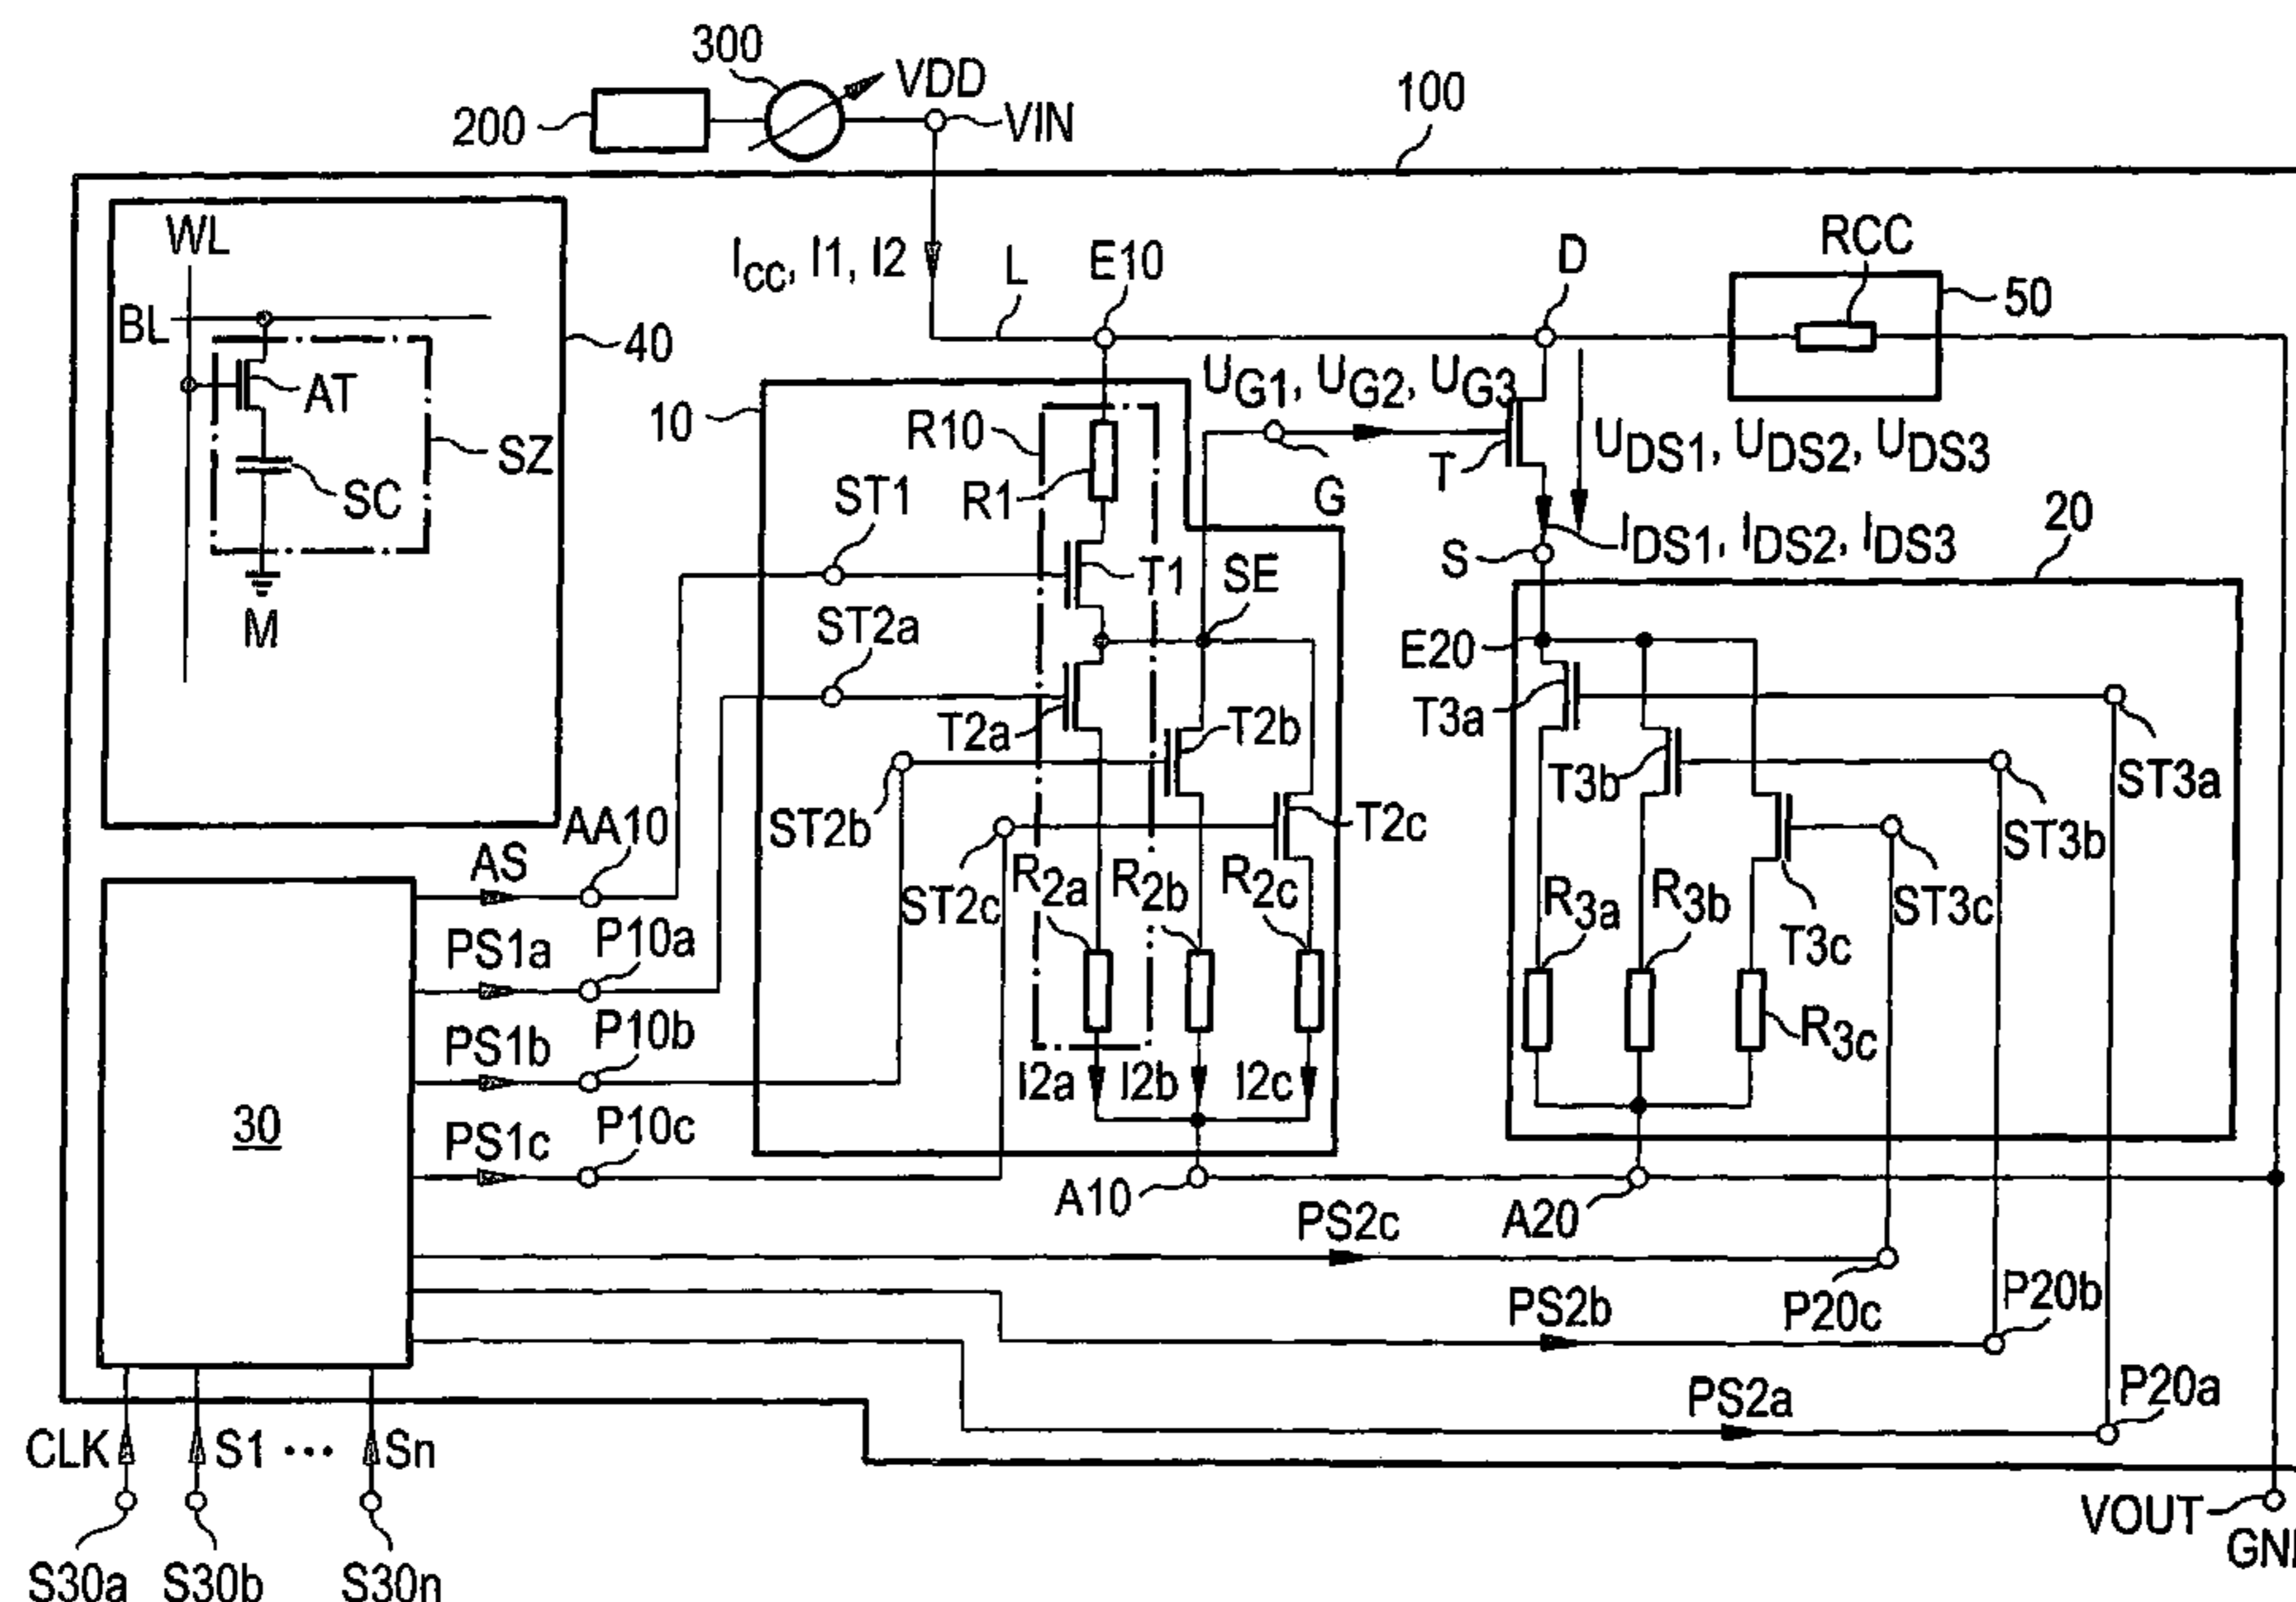 300
VDD
200
VIN
100
WL
BL
40
AT
SZ
SC
M
Icc, I1, I2
L
E10
D
RCC
50
10
R10
R1
UG1, UG2, UG3
T
UDS1, UDS2, UDS3
G
ST1
T1
SE
S
IDS1, IDS2, IDS3
20
ST2a
E20
T2a
T2b
T3a
T3b
ST3a
ST2b
T2c
ST3b
ST2c
R2a
R2b
R2c
R3a
R3b
ST3c
T3c
R3c
AS
AA10
PS1a
P10a
PS1b
P10b
I2a
I2b
I2c
30
PS1c
P10c
A10
A20
PS2c
P20c
PS2b
P20b
PS2a
P20a
CLK
S1 ... Sn
VOUT
S30a
S30b
S30n